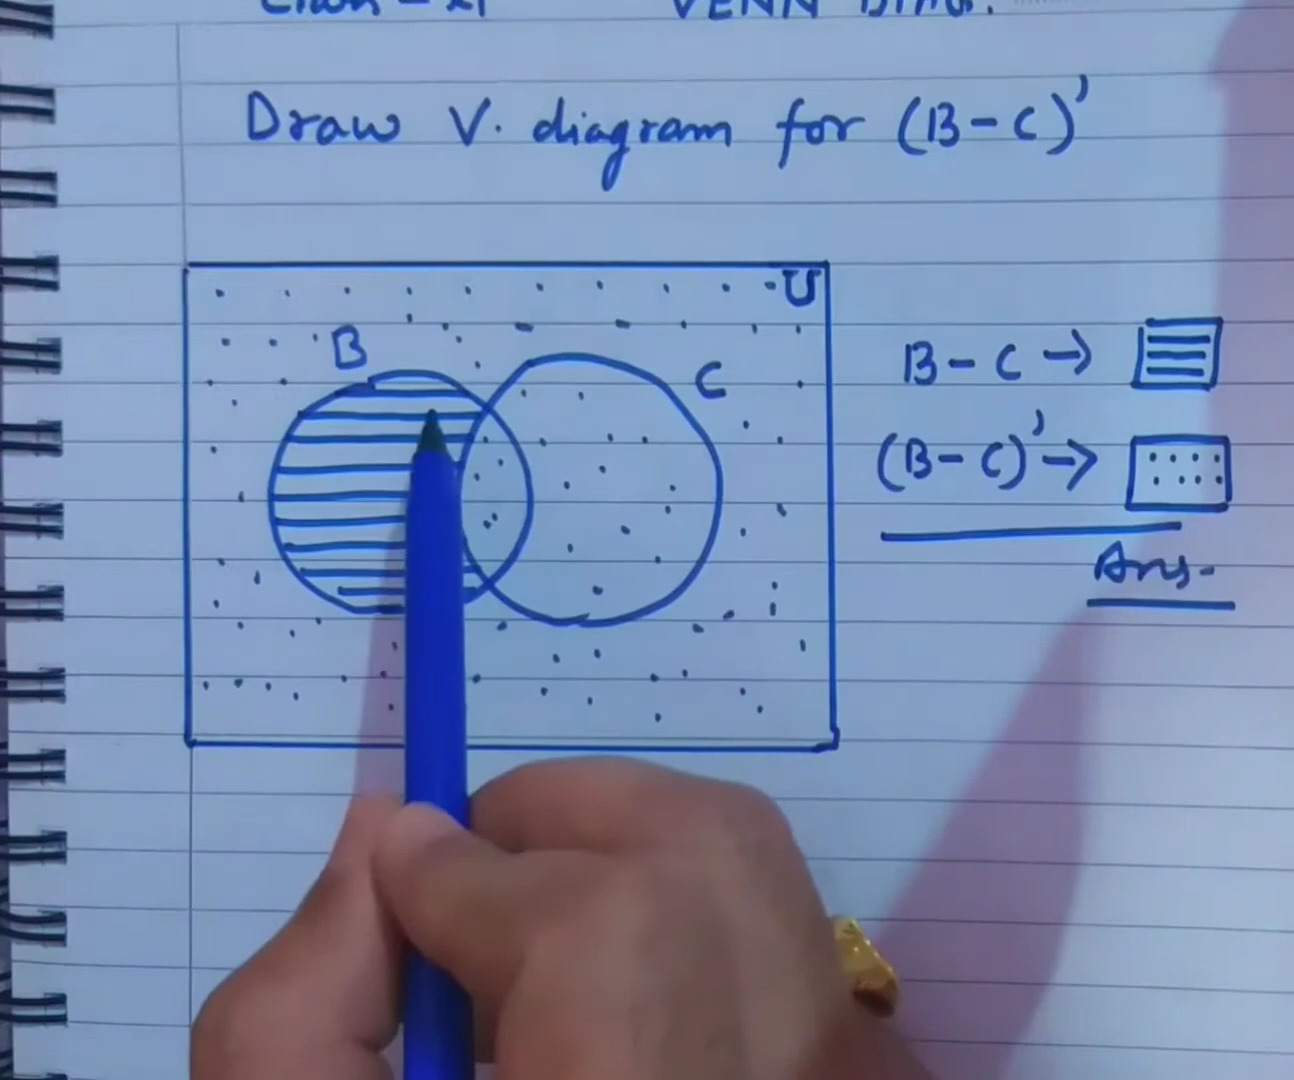 Draw V. diagram for (B-C)'
U
B
C
B-C →
(B-C)' →
Ans.